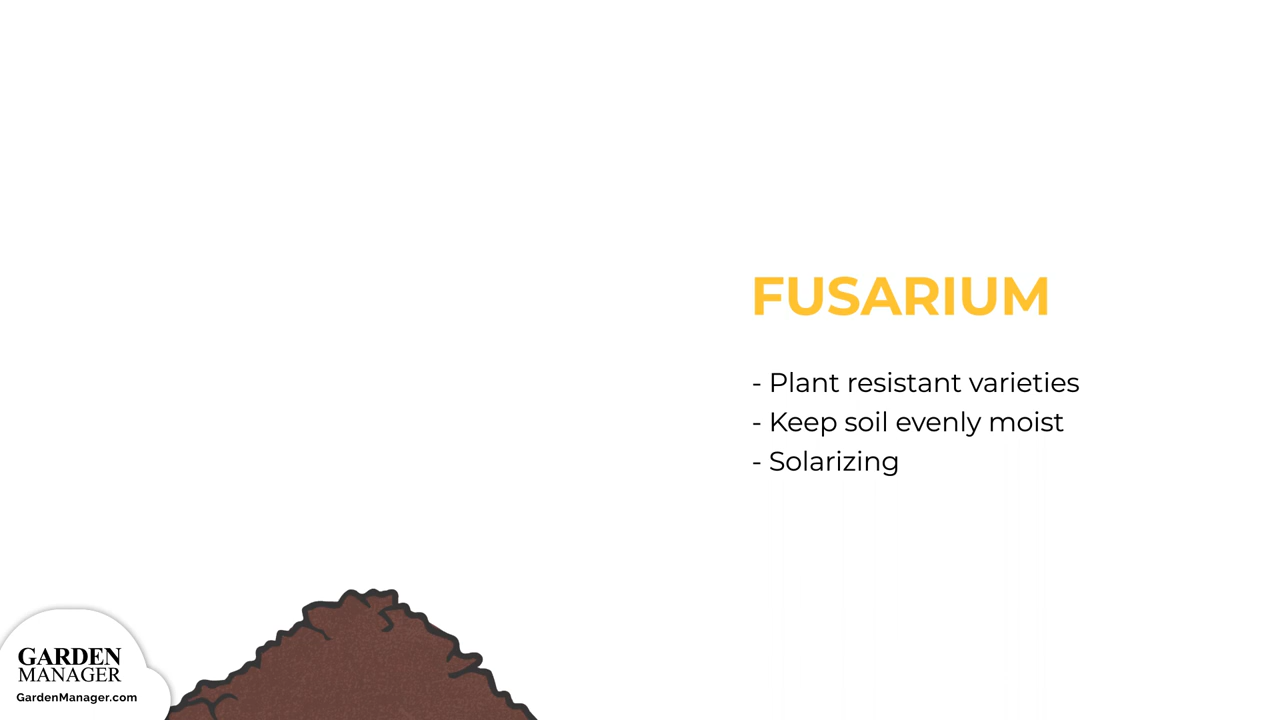 FUSARIUM
- Plant resistant varieties
- Keep soil evenly moist
- Solarizing
GARDEN
MANAGER
GardenManager.com